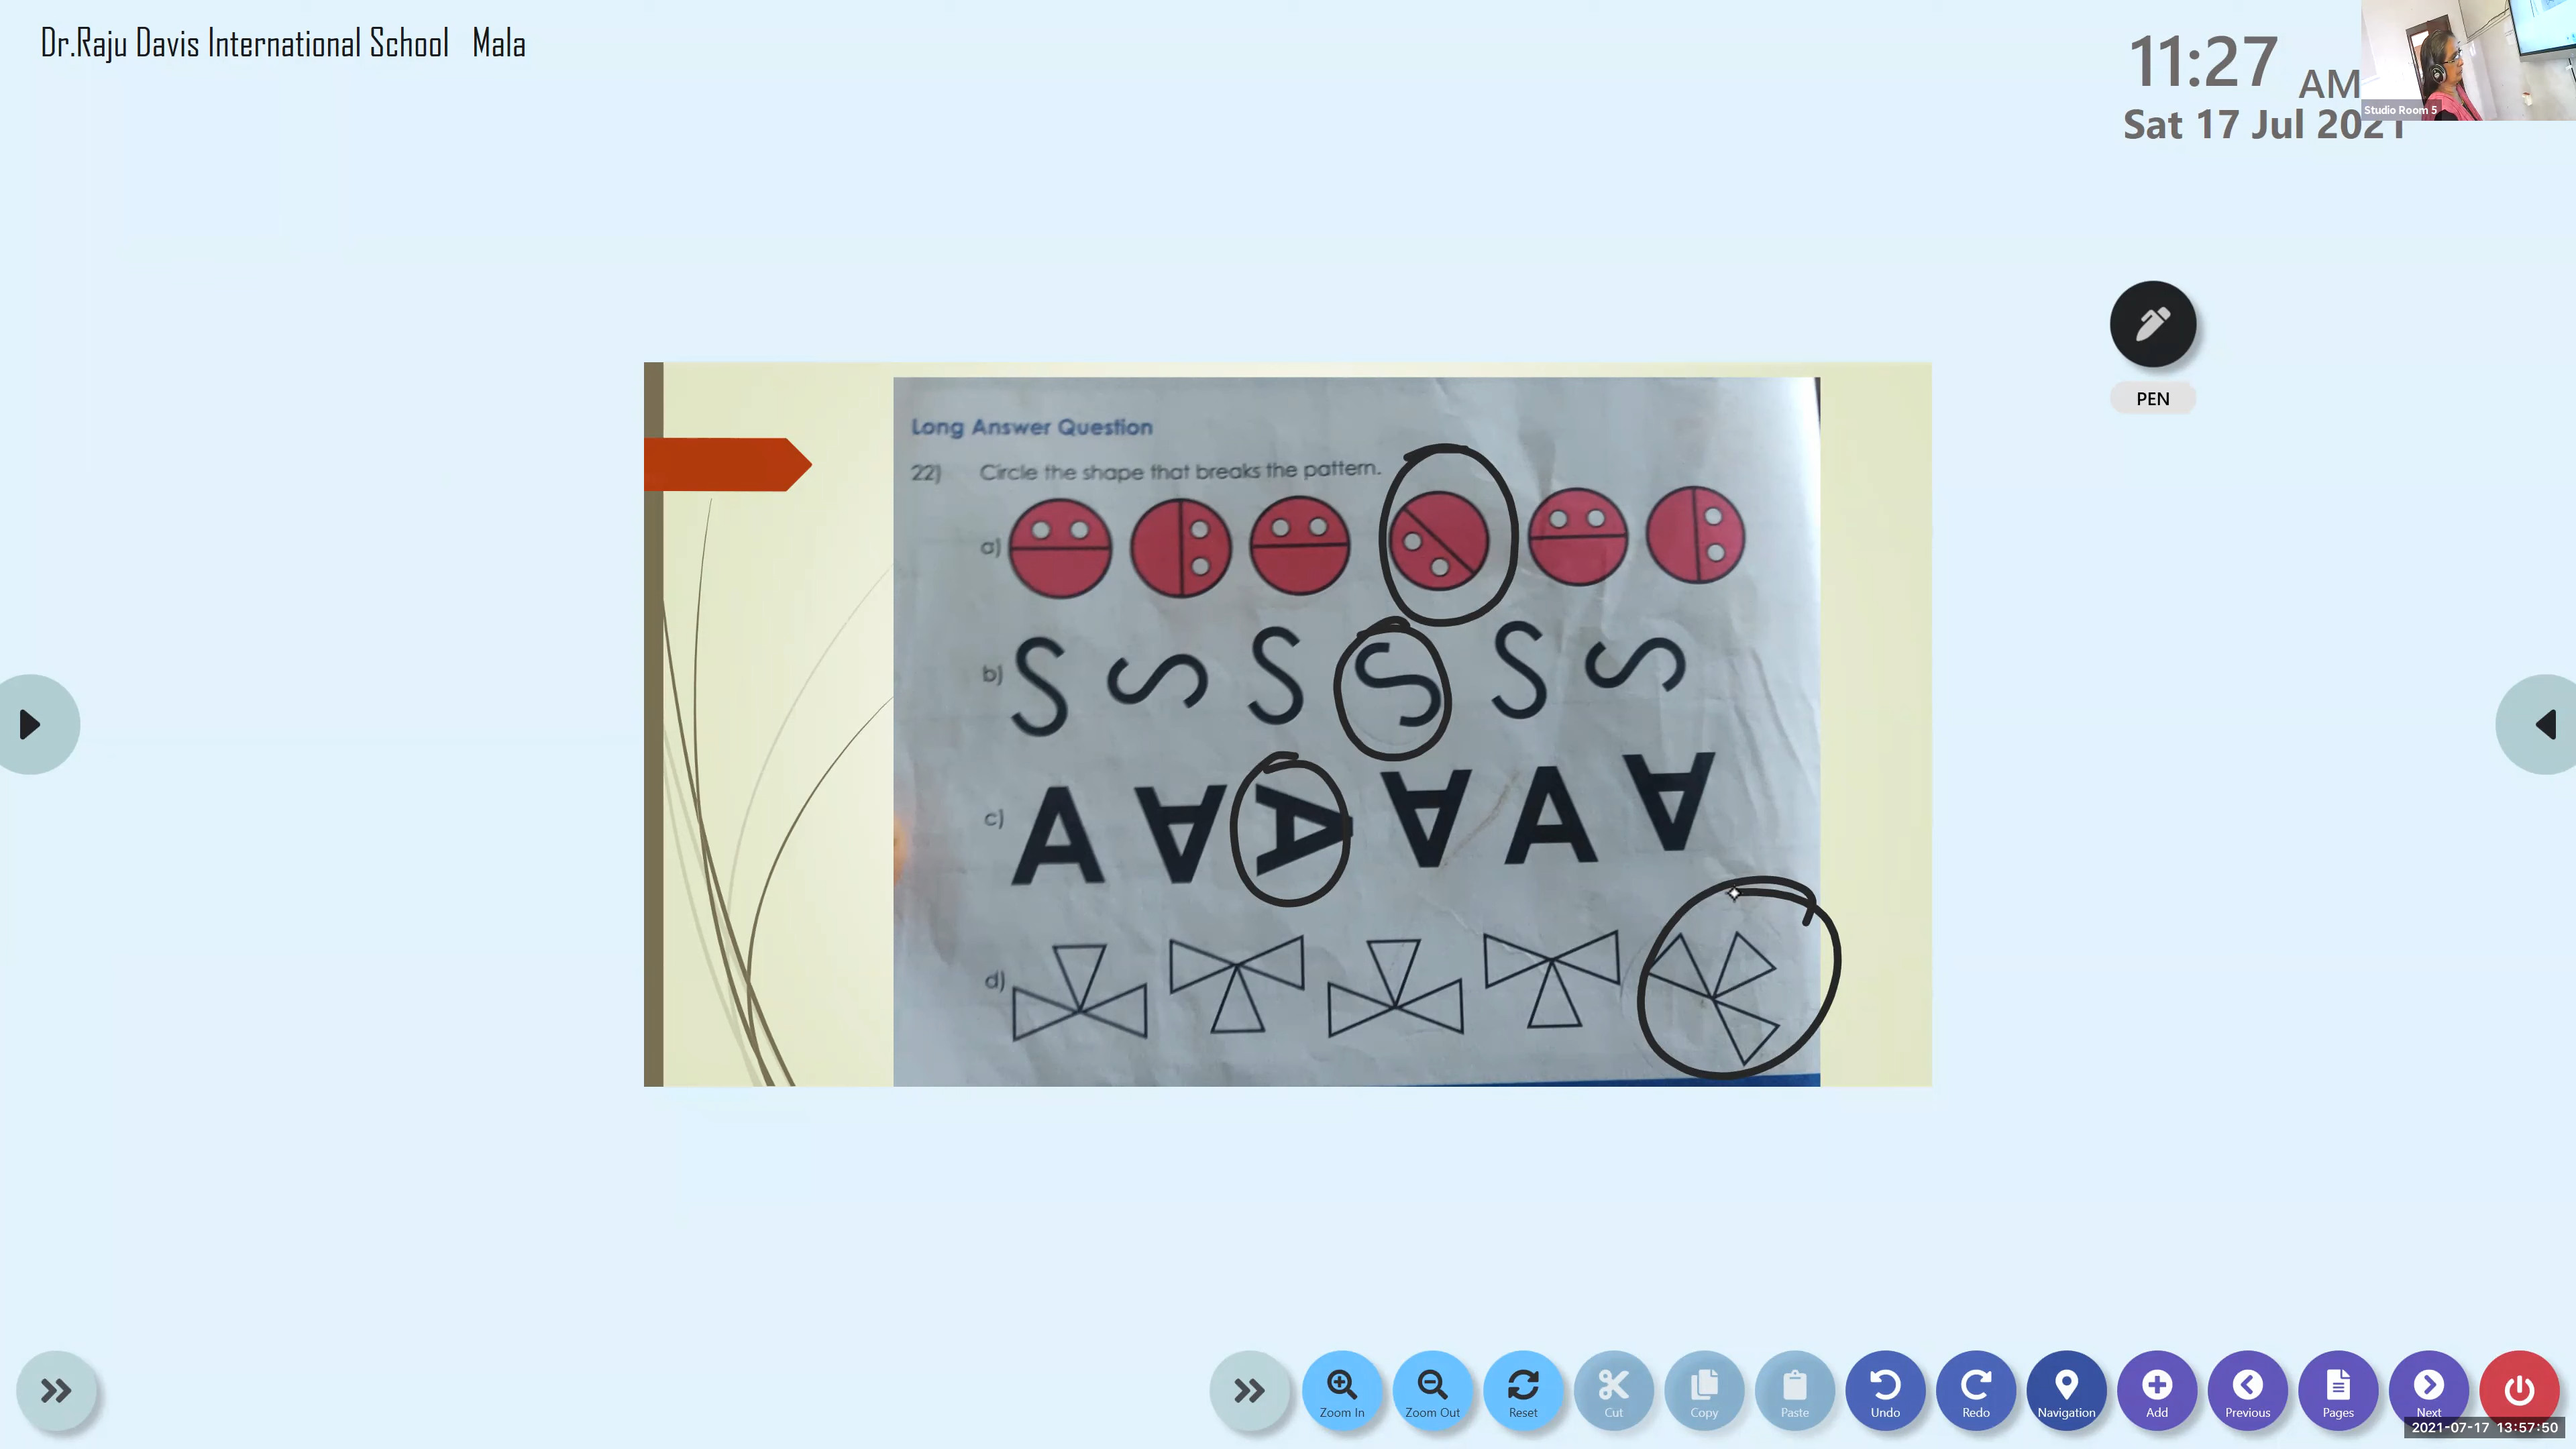 Dr.Raju Davis International School Mala
11:27 AM
Sat 17 Jul 2021
Studio Room 5
PEN
Long Answer Question
22) Circle the shape that breaks the pattern.
a)
b) S S S S S S
c) A A A A A A
d)
Zoom In Zoom Out Reset Cut Copy Paste Undo Redo Navigation Add Previous Pages Next
2021-07-17 13:57:50